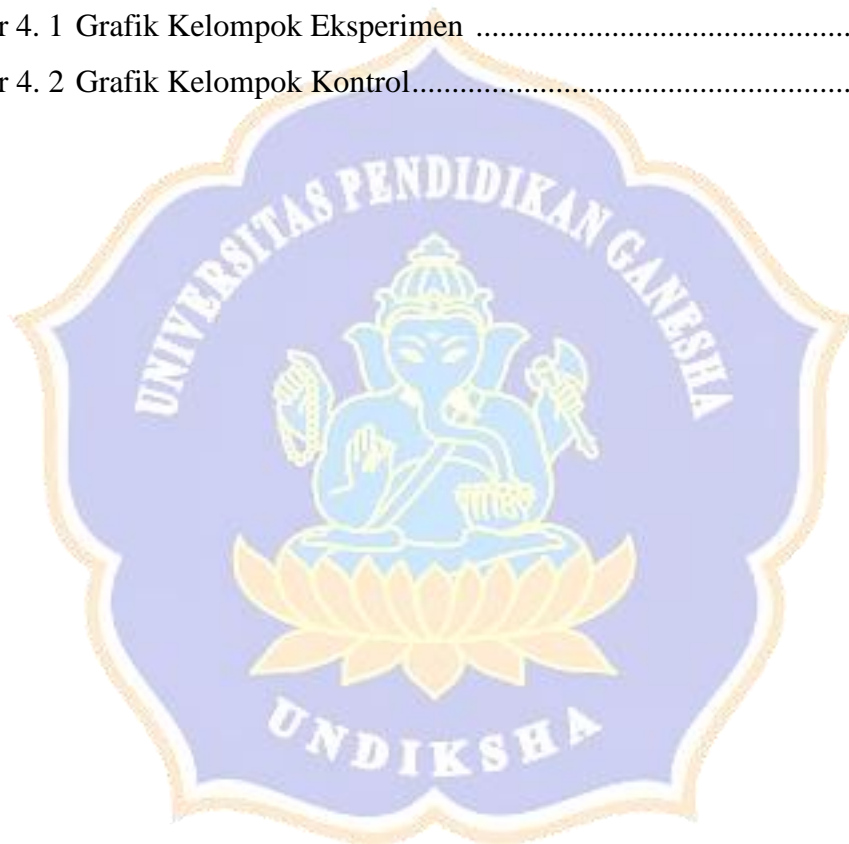 r 4. 1 Grafik Kelompok Eksperimen ................................................
r 4. 2 Grafik Kelompok Kontrol.........................................................
UNIVERSITAS PENDIDIKAN GANESHA
UNDIKSHA